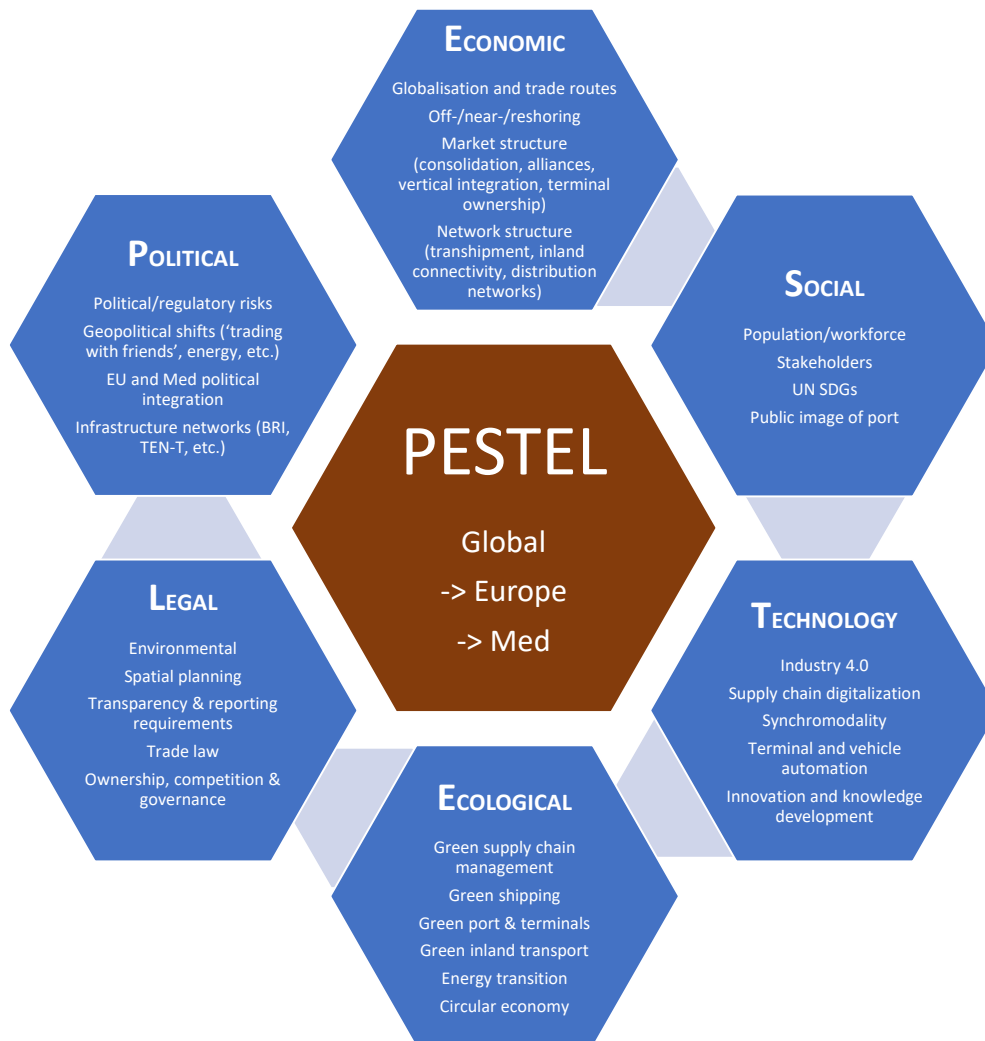 ECONOMIC
Globalisation and trade routes
Off-/near-/reshoring
Market structure
(consolidation, alliances,
vertical integration, terminal
ownership)
Network structure
(transhipment, inland
connectivity, distribution
networks)
POLITICAL
Political/regulatory risks
Geopolitical shifts (‘trading
with friends’, energy, etc.)
EU and Med political
integration
Infrastructure networks (BRI,
TEN-T, etc.)
SOCIAL
Population/workforce
Stakeholders
UN SDGs
Public image of port
PESTEL
Global
-> Europe
-> Med
LEGAL
Environmental
Spatial planning
Transparency & reporting
requirements
Trade law
Ownership, competition &
governance
TECHNOLOGY
Industry 4.0
Supply chain digitalization
Synchromodality
Terminal and vehicle
automation
Innovation and knowledge
development
ECOLOGICAL
Green supply chain
management
Green shipping
Green port & terminals
Green inland transport
Energy transition
Circular economy